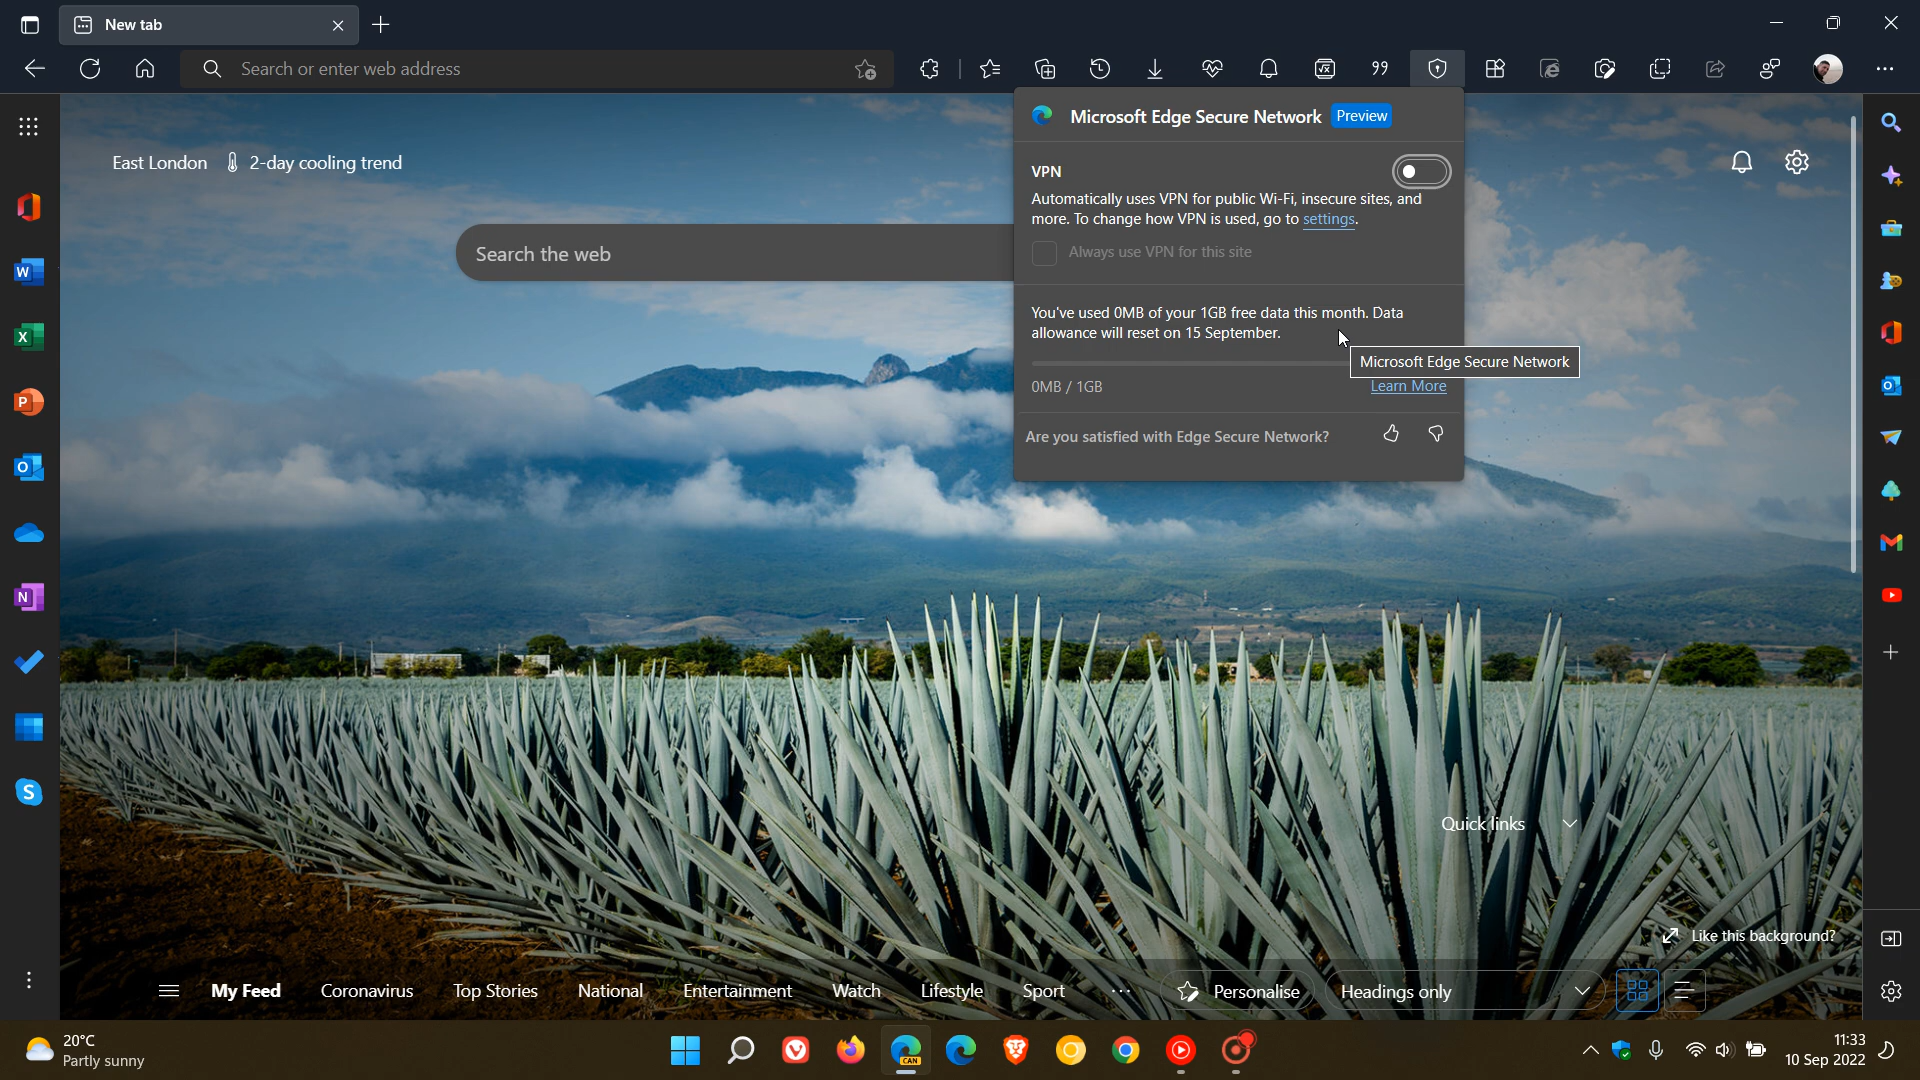 New tab
Search or enter web address
Microsoft Edge Secure Network Preview
East London 2-day cooling trend
VPN
Automatically uses VPN for public Wi-Fi, insecure sites, and
more. To change how VPN is used, go to settings.
Search the web
Always use VPN for this site
You've used 0MB of your 1GB free data this month. Data
allowance will reset on 15 September.
Microsoft Edge Secure Network
0MB / 1GB
Learn More
Are you satisfied with Edge Secure Network?
Quick links
Like this background?
My Feed Coronavirus Top Stories National Entertainment Watch Lifestyle Sport ... Personalise Headings only
20°C
Partly sunny
CAN
11:33
10 Sep 2022